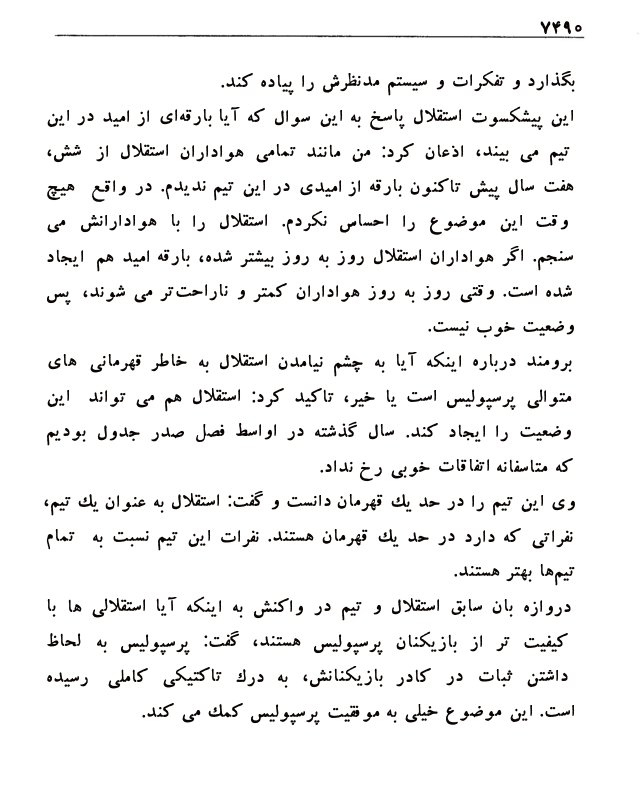 ۷۴۹۰
بگذارد و تفکرات و سیستم مدنظرش را پیاده کند.
این پیشکسوت استقلال پاسخ به این سوال که آیا بارقه‌ای از امید در این
تیم می بیند، اذعان کرد: من مانند تمامی هواداران استقلال از شش،
هفت سال پیش تاکنون بارقه از امیدی در این تیم ندیدم. در واقع هیچ
وقت این موضوع را احساس نکردم. استقلال را با هوادارانش می
سنجم. اگر هواداران استقلال روز به روز بیشتر شده، بارقه امید هم ایجاد
شده است. وقتی روز به روز هواداران کمتر و ناراحت‌تر می شوند، پس
وضعیت خوب نیست.
برومند درباره اینکه آیا به چشم نیامدن استقلال به خاطر قهرمانی های
متوالی پرسپولیس است یا خیر، تاکید کرد: استقلال هم می تواند این
وضعیت را ایجاد کند. سال گذشته در اواسط فصل صدر جدول بودیم
که متاسفانه اتفاقات خوبی رخ نداد.
وی این تیم را در حد یك قهرمان دانست و گفت: استقلال به عنوان یك تیم،
نفراتی که دارد در حد یك قهرمان هستند. نفرات این تیم نسبت به تمام
تیم‌ها بهتر هستند.
دروازه بان سابق استقلال و تیم در واکنش به اینکه آیا استقلالی ها با
کیفیت تر از بازیکنان پرسپولیس هستند، گفت: پرسپولیس به لحاظ
داشتن ثبات در کادر بازیکنانش، به درك تاکتیکی کاملی رسیده
است. این موضوع خیلی به موفقیت پرسپولیس کمك می کند.